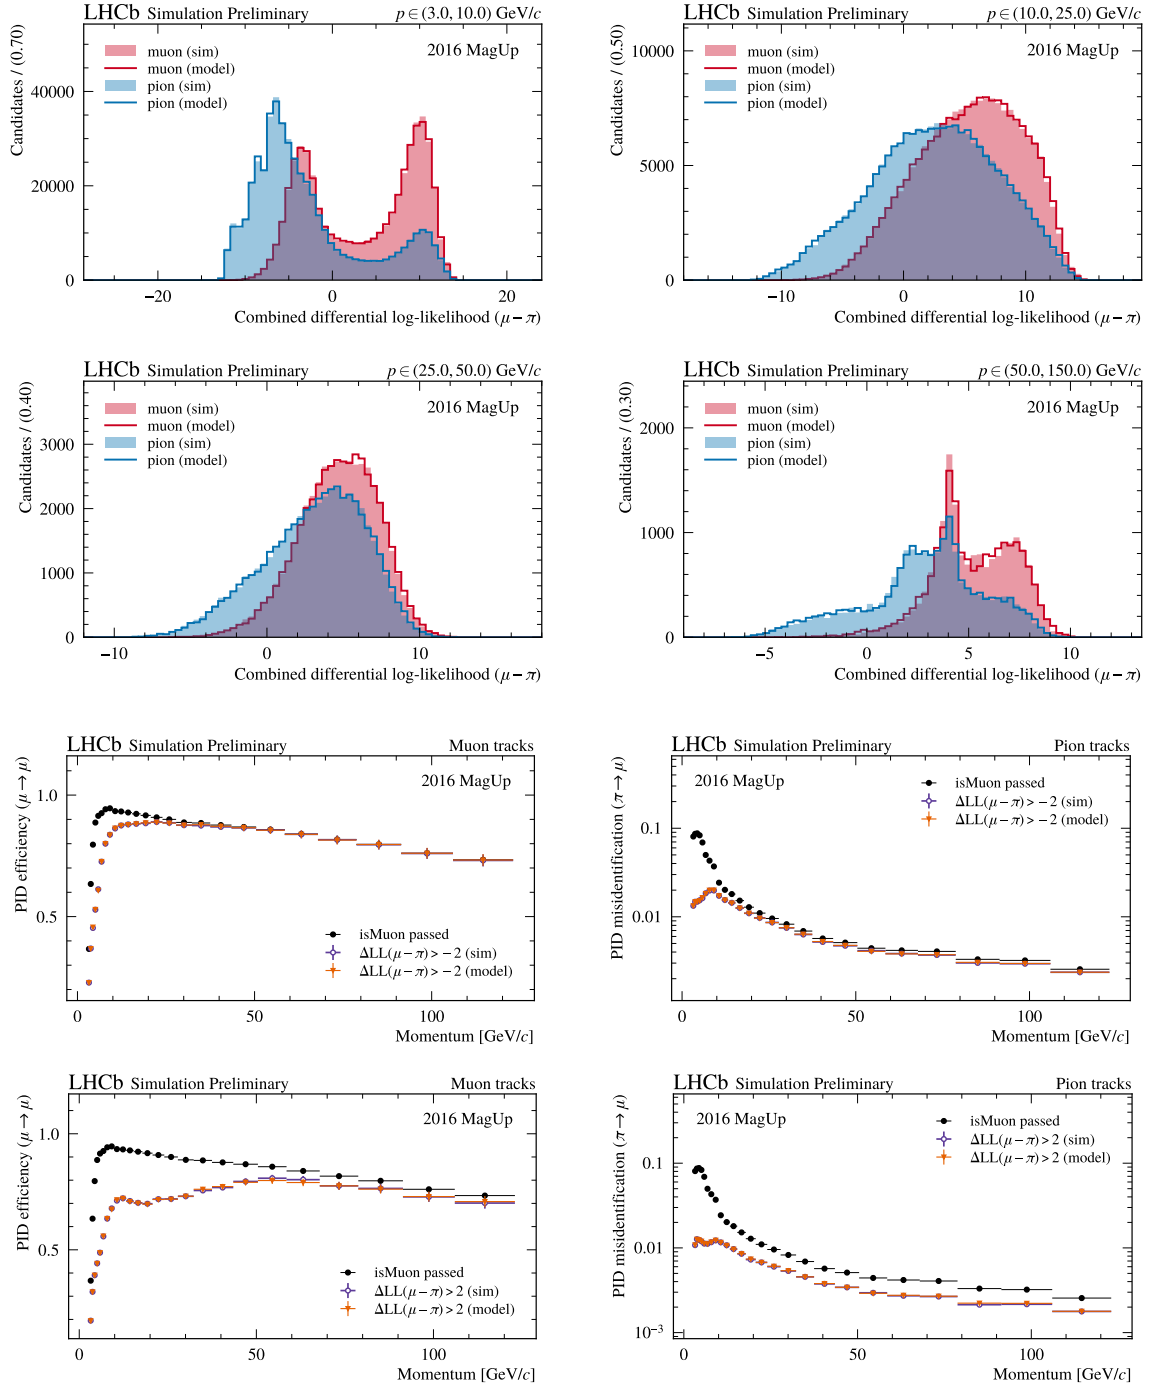 LHCb Simulation Preliminary p ∈ (3.0, 10.0) GeV/c
2016 MagUp
muon (sim)
muon (model)
pion (sim)
pion (model)
Candidates / (0.70)
40000
20000
0
−20 0 20
Combined differential log-likelihood (μ − π)
LHCb Simulation Preliminary p ∈ (10.0, 25.0) GeV/c
2016 MagUp
muon (sim)
muon (model)
pion (sim)
pion (model)
Candidates / (0.50)
10000
5000
0
−10 0 10
Combined differential log-likelihood (μ − π)
LHCb Simulation Preliminary p ∈ (25.0, 50.0) GeV/c
2016 MagUp
muon (sim)
muon (model)
pion (sim)
pion (model)
Candidates / (0.40)
3000
2000
1000
0
−10 0 10
Combined differential log-likelihood (μ − π)
LHCb Simulation Preliminary p ∈ (50.0, 150.0) GeV/c
2016 MagUp
muon (sim)
muon (model)
pion (sim)
pion (model)
Candidates / (0.30)
2000
1000
0
−5 0 5 10
Combined differential log-likelihood (μ − π)
LHCb Simulation Preliminary Muon tracks
2016 MagUp
PID efficiency (μ → μ)
1.0
0.5
isMuon passed
ΔLL(μ − π) > −2 (sim)
ΔLL(μ − π) > −2 (model)
0 50 100
Momentum [GeV/c]
LHCb Simulation Preliminary Pion tracks
2016 MagUp
isMuon passed
ΔLL(μ − π) > −2 (sim)
ΔLL(μ − π) > −2 (model)
PID misidentification (π → μ)
0.1
0.01
0 50 100
Momentum [GeV/c]
LHCb Simulation Preliminary Muon tracks
2016 MagUp
PID efficiency (μ → μ)
1.0
0.5
isMuon passed
ΔLL(μ − π) > 2 (sim)
ΔLL(μ − π) > 2 (model)
0 50 100
Momentum [GeV/c]
LHCb Simulation Preliminary Pion tracks
2016 MagUp
isMuon passed
ΔLL(μ − π) > 2 (sim)
ΔLL(μ − π) > 2 (model)
PID misidentification (π → μ)
0.1
0.01
10⁻³
0 50 100
Momentum [GeV/c]